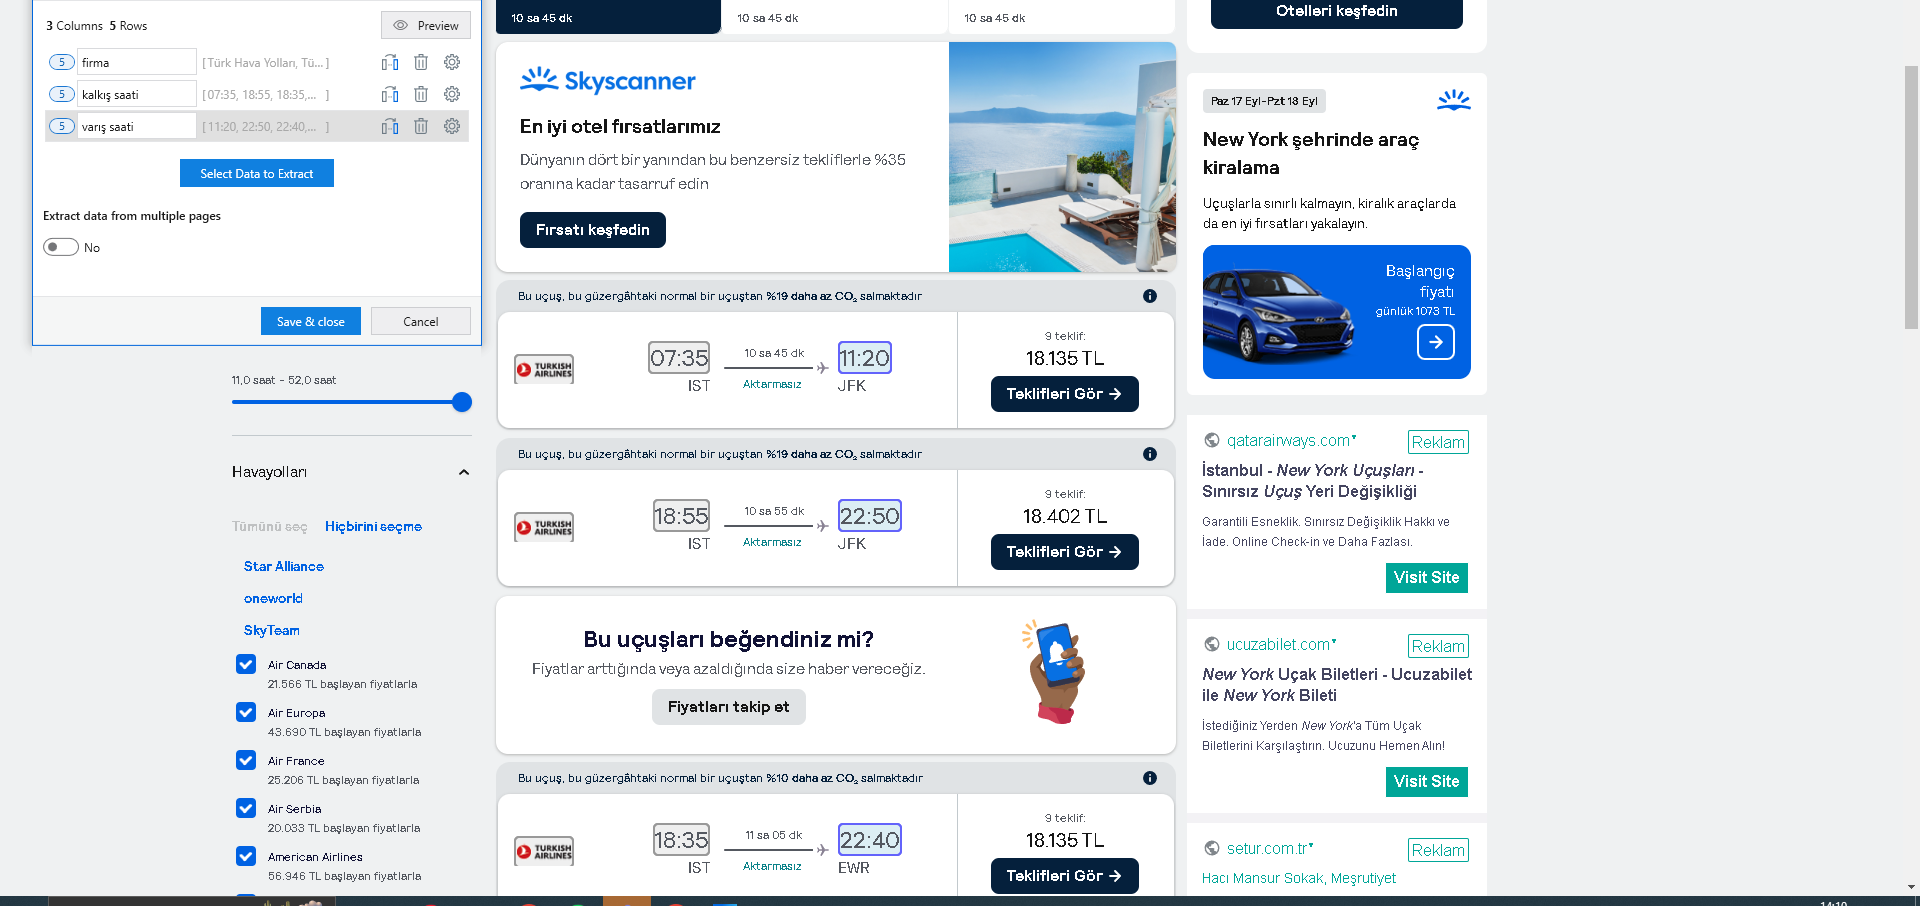 3 Columns 5 Rows
Preview
5 firma [Türk Hava Yolları, Tü... ]
5 kalkış saati [07:35, 18:55, 18:35,... ]
5 varış saati [11:20, 22:50, 22:40,... ]
Select Data to Extract
Extract data from multiple pages
No
Save & close
Cancel
11,0 saat - 52,0 saat
Havayolları
Tümünü seç Hiçbirini seçme
Star Alliance
oneworld
SkyTeam
Air Canada
21.566 TL başlayan fiyatlarla
Air Europa
43.690 TL başlayan fiyatlarla
Air France
25.206 TL başlayan fiyatlarla
Air Serbia
20.033 TL başlayan fiyatlarla
American Airlines
56.946 TL başlayan fiyatlarla
10 sa 45 dk
10 sa 45 dk
10 sa 45 dk
Skyscanner
En iyi otel fırsatlarımız
Dünyanın dört bir yanından bu benzersiz tekliflerle %35
oranına kadar tasarruf edin
Fırsatı keşfedin
Bu uçuş, bu güzergâhtaki normal bir uçuştan %19 daha az CO₂ salmaktadır
TURKISH
AIRLINES
07:35
IST
10 sa 45 dk
Aktarmasız
11:20
JFK
9 teklif:
18.135 TL
Teklifleri Gör →
Bu uçuş, bu güzergâhtaki normal bir uçuştan %19 daha az CO₂ salmaktadır
TURKISH
AIRLINES
18:55
IST
10 sa 55 dk
Aktarmasız
22:50
JFK
9 teklif:
18.402 TL
Teklifleri Gör →
Bu uçuşları beğendiniz mi?
Fiyatlar arttığında veya azaldığında size haber vereceğiz.
Fiyatları takip et
Bu uçuş, bu güzergâhtaki normal bir uçuştan %10 daha az CO₂ salmaktadır
TURKISH
AIRLINES
18:35
IST
11 sa 05 dk
Aktarmasız
22:40
EWR
9 teklif:
18.135 TL
Teklifleri Gör →
Otelleri keşfedin
Paz 17 Eyl-Pzt 18 Eyl
New York şehrinde araç
kiralama
Uçuşlarla sınırlı kalmayın, kiralık araçlarda
da en iyi fırsatları yakalayın.
Başlangıç
fiyatı
günlük 1073 TL
qatarairways.com
Reklam
İstanbul - New York Uçuşları -
Sınırsız Uçuş Yeri Değişikliği
Garantili Esneklik. Sınırsız Değişiklik Hakkı ve
İade. Online Check-in ve Daha Fazlası.
Visit Site
ucuzabilet.com
Reklam
New York Uçak Biletleri - Ucuzabilet
ile New York Bileti
İstediğiniz Yerden New York'a Tüm Uçak
Biletlerini Karşılaştırın. Ucuzunu Hemen Alın!
Visit Site
setur.com.tr
Reklam
Hacı Mansur Sokak, Meşrutiyet